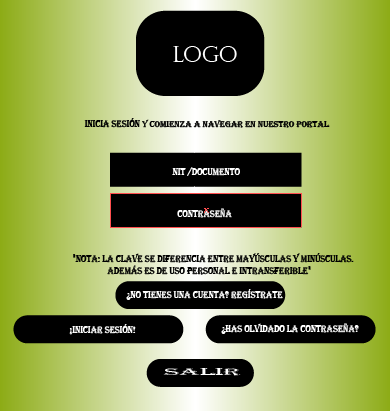 LOGO
INICIA SESIÓN Y COMIENZA A NAVEGAR EN NUESTRO PORTAL
NIT /DOCUMENTO
CONTRASEÑA
"NOTA: LA CLAVE SE DIFERENCIA ENTRE MAYÚSCULAS Y MINÚSCULAS.
ADEMÁS ES DE USO PERSONAL E INTRANSFERIBLE"
¿NO TIENES UNA CUENTA? REGÍSTRATE
¡INICIAR SESIÓN!
¿HAS OLVIDADO LA CONTRASEÑA?
SALIR